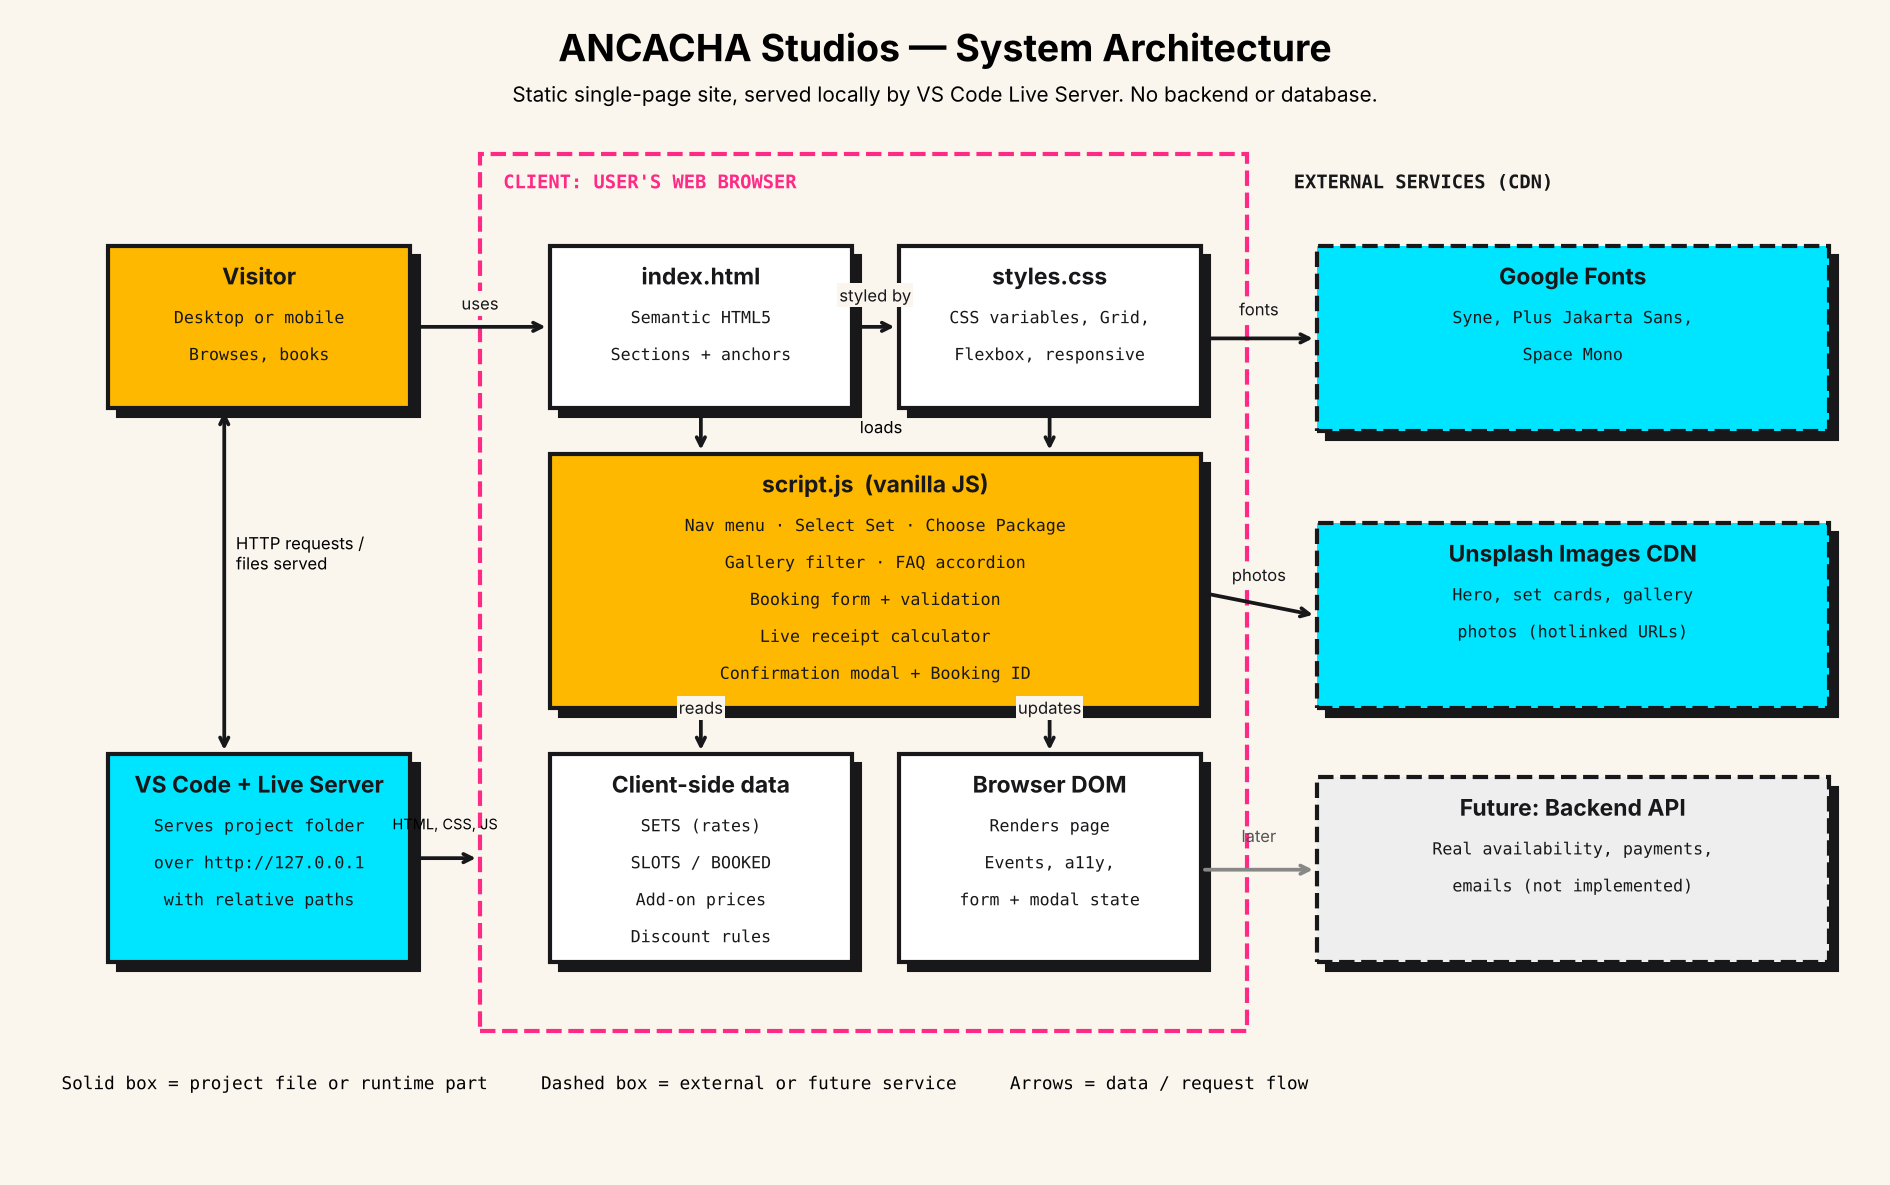 ANCACHA Studios — System Architecture
Static single-page site, served locally by VS Code Live Server. No backend or database.
CLIENT: USER'S WEB BROWSER
EXTERNAL SERVICES (CDN)
Visitor
Desktop or mobile
Browses, books
uses
index.html
Semantic HTML5
Sections + anchors
styled by
styles.css
CSS variables, Grid,
Flexbox, responsive
fonts
Google Fonts
Syne, Plus Jakarta Sans,
Space Mono
loads
HTTP requests /
files served
script.js (vanilla JS)
Nav menu · Select Set · Choose Package
Gallery filter · FAQ accordion
Booking form + validation
Live receipt calculator
Confirmation modal + Booking ID
photos
Unsplash Images CDN
Hero, set cards, gallery
photos (hotlinked URLs)
reads
updates
VS Code + Live Server
Serves project folder
over http://127.0.0.1
with relative paths
HTML, CSS, JS
Client-side data
SETS (rates)
SLOTS / BOOKED
Add-on prices
Discount rules
Browser DOM
Renders page
Events, a11y,
form + modal state
later
Future: Backend API
Real availability, payments,
emails (not implemented)
Solid box = project file or runtime part
Dashed box = external or future service
Arrows = data / request flow